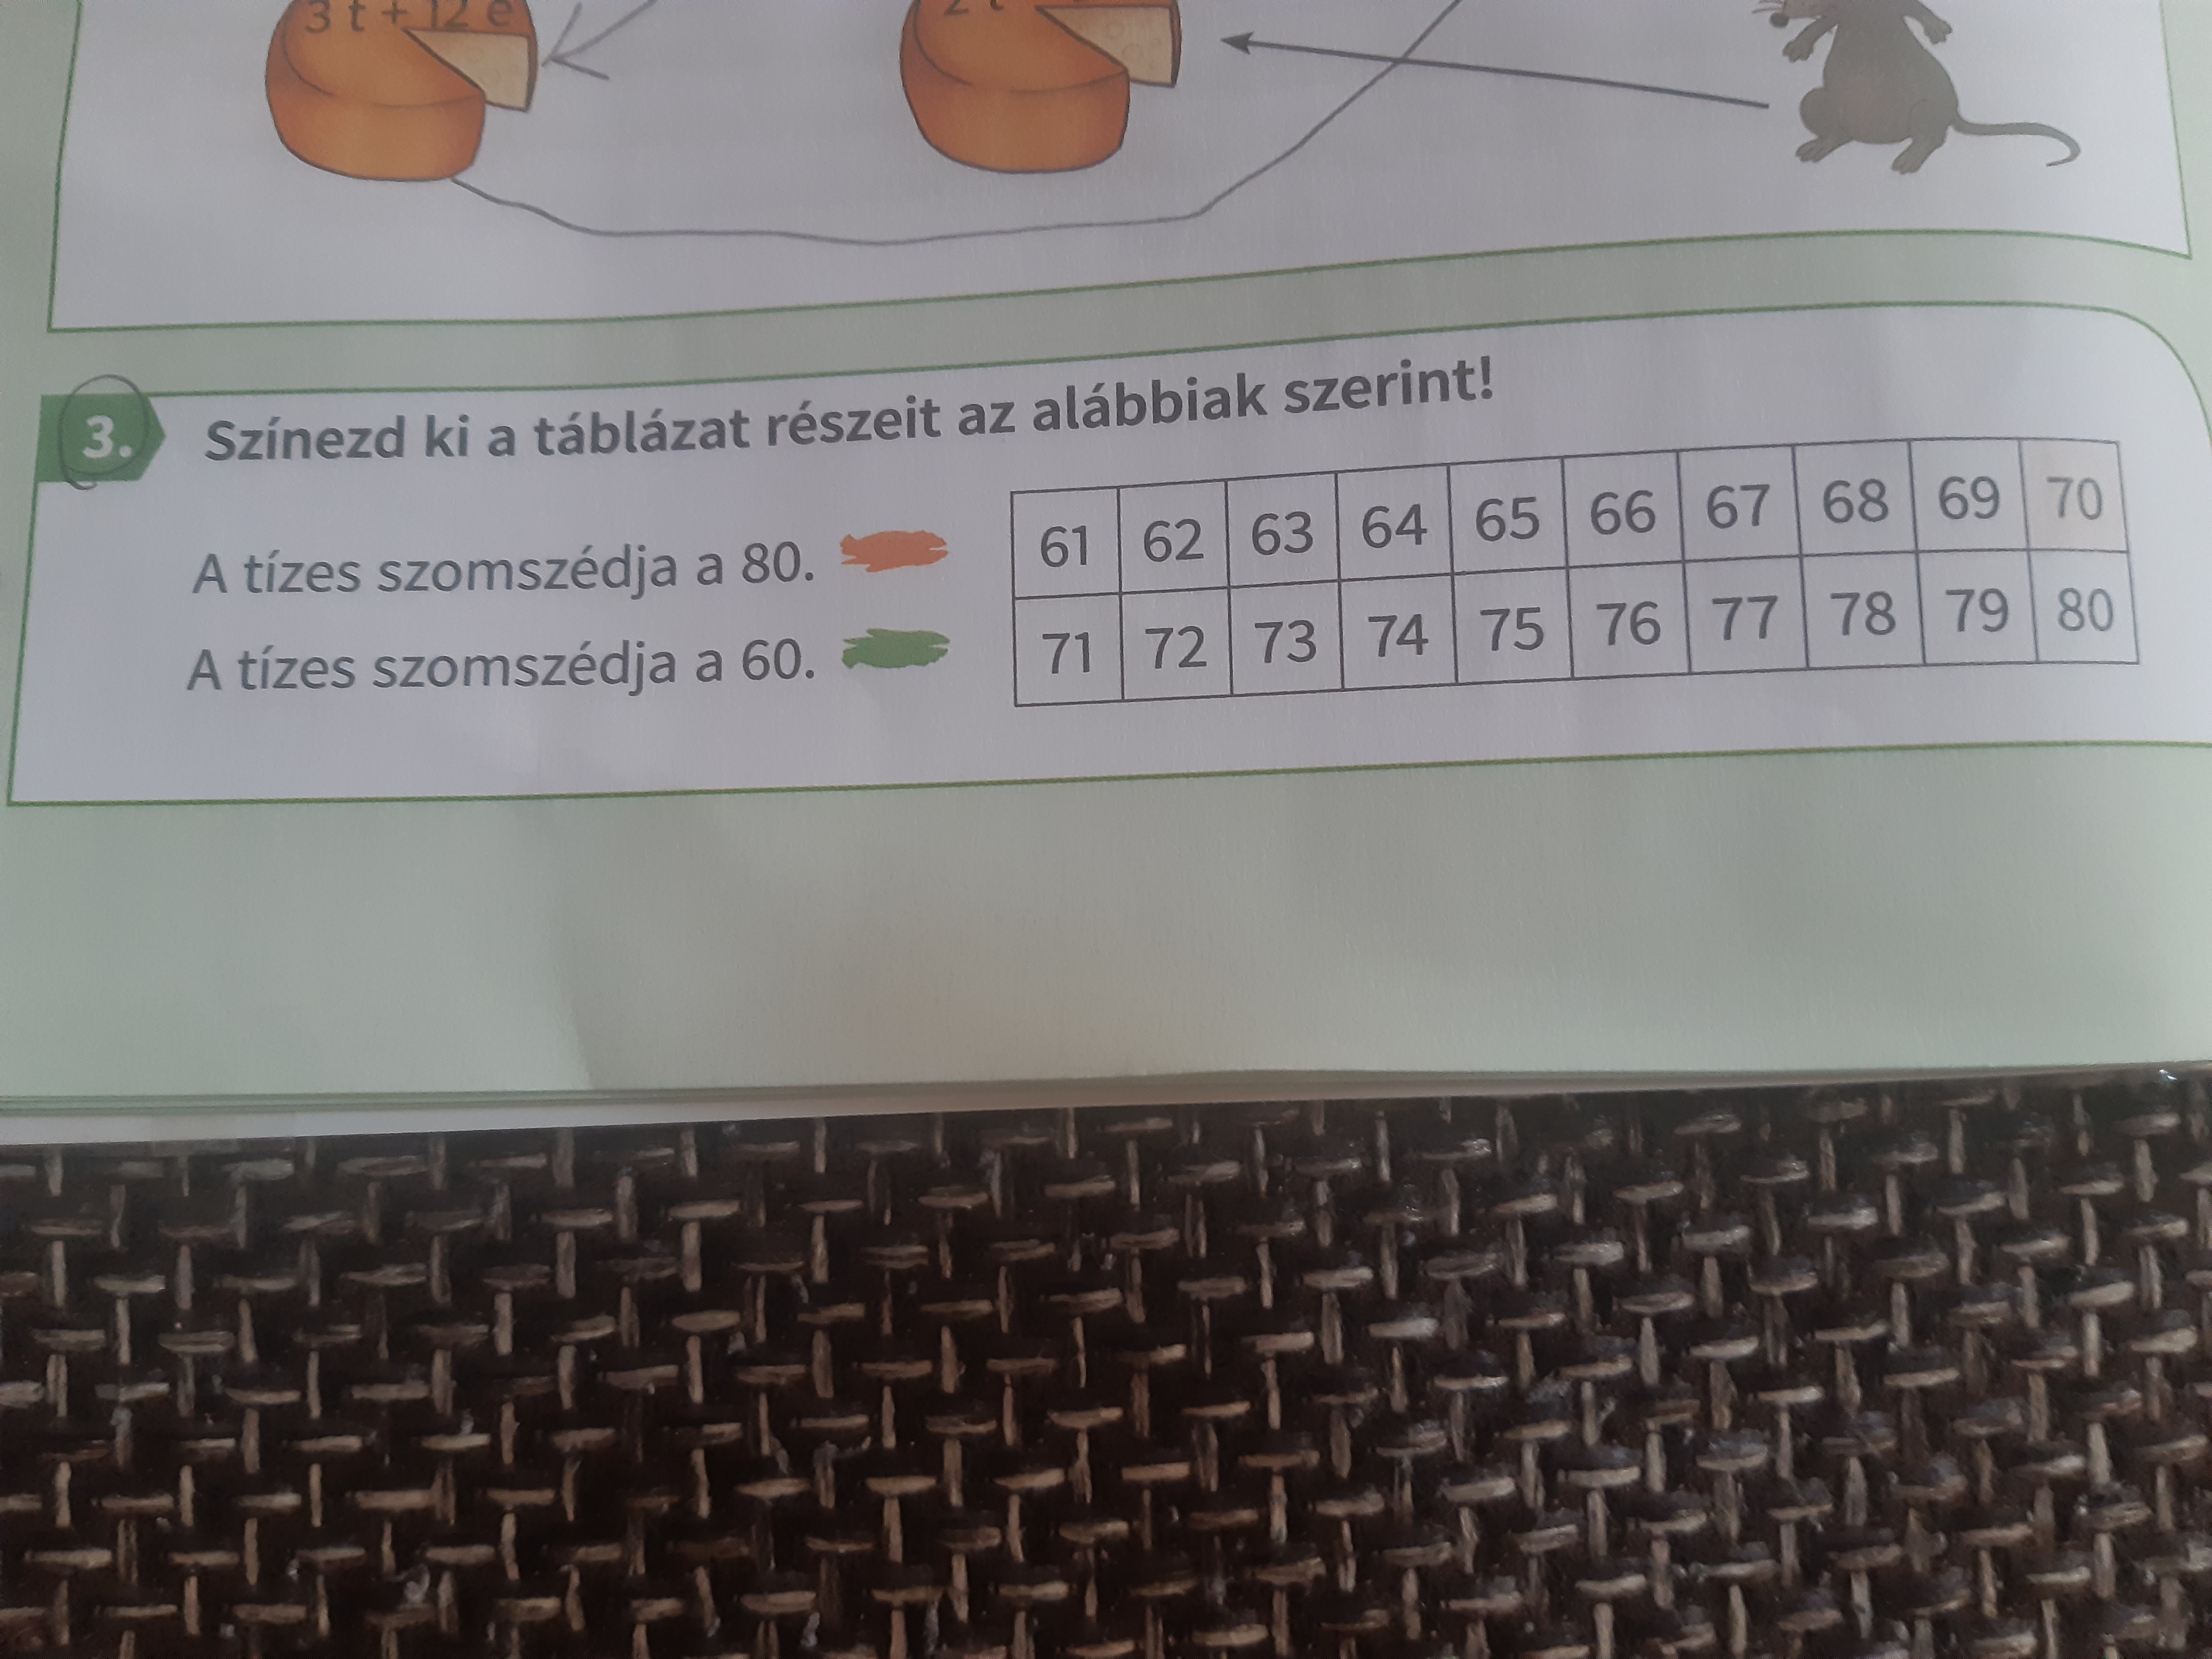 3 t + 12 e
3. Színezd ki a táblázat részeit az alábbiak szerint!
A tízes szomszédja a 80.
A tízes szomszédja a 60.
61 62 63 64 65 66 67 68 69 70
71 72 73 74 75 76 77 78 79 80